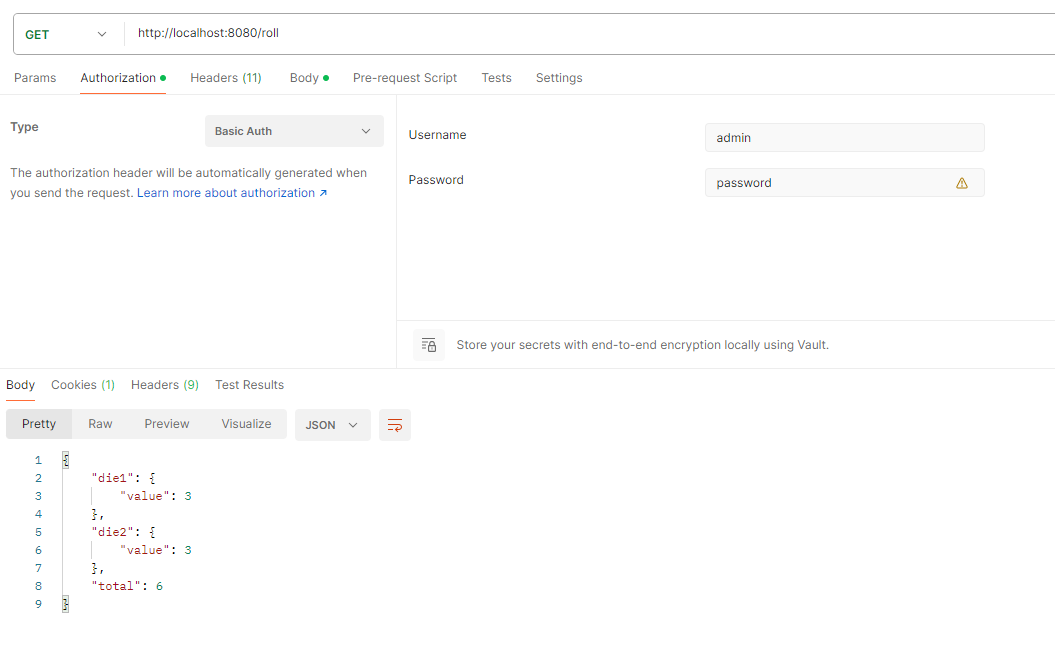 GET http://localhost:8080/roll
Params Authorization Headers (11) Body Pre-request Script Tests Settings
Type Basic Auth
The authorization header will be automatically generated when
you send the request. Learn more about authorization ↗
Username admin
Password password
Store your secrets with end-to-end encryption locally using Vault.
Body Cookies (1) Headers (9) Test Results
Pretty Raw Preview Visualize JSON
1 {
2 "die1": {
3 "value": 3
4 },
5 "die2": {
6 "value": 3
7 },
8 "total": 6
9 }